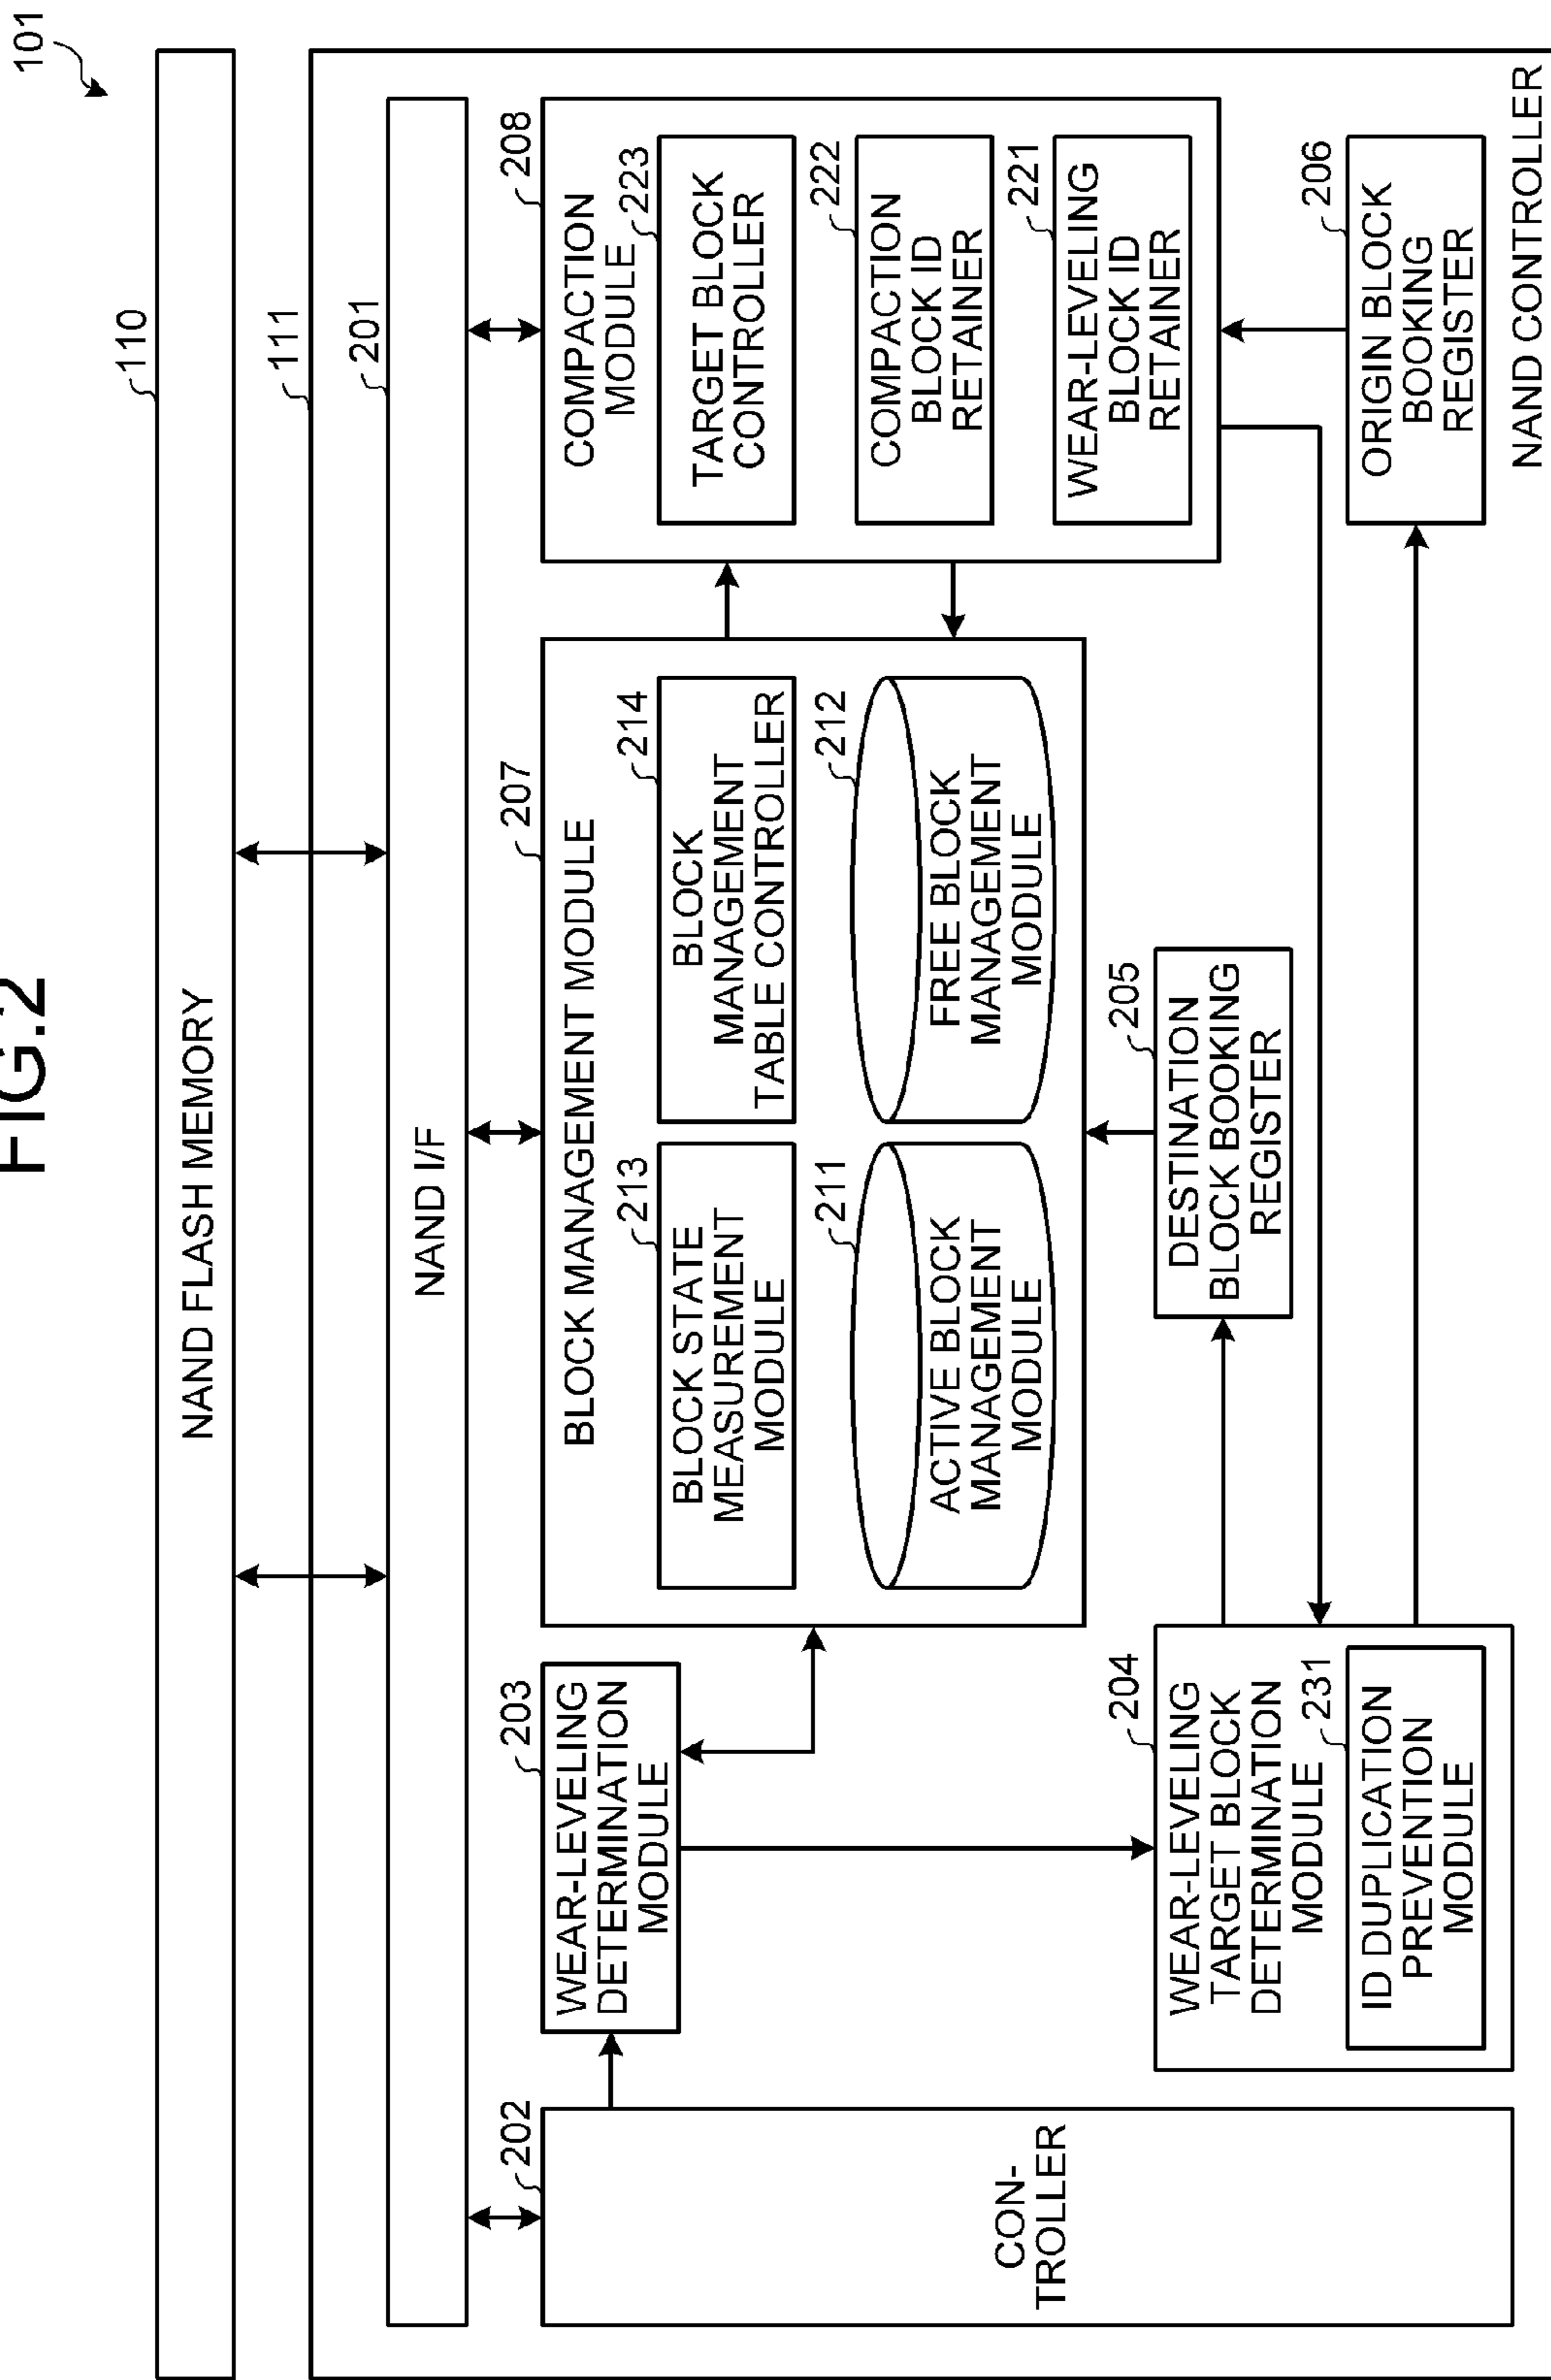 FIG.2
101
110
NAND FLASH MEMORY
111
201
NAND I/F
202
CON-
TROLLER
203
WEAR-LEVELING
DETERMINATION
MODULE
204
WEAR-LEVELING
TARGET BLOCK
DETERMINATION
MODULE
231
ID DUPLICATION
PREVENTION
MODULE
207
BLOCK MANAGEMENT MODULE
213
BLOCK STATE
MEASUREMENT
MODULE
214
BLOCK
MANAGEMENT
TABLE CONTROLLER
211
ACTIVE BLOCK
MANAGEMENT
MODULE
212
FREE BLOCK
MANAGEMENT
MODULE
205
DESTINATION
BLOCK BOOKING
REGISTER
208
COMPACTION
MODULE
223
TARGET BLOCK
CONTROLLER
222
COMPACTION
BLOCK ID
RETAINER
221
WEAR-LEVELING
BLOCK ID
RETAINER
206
ORIGIN BLOCK
BOOKING
REGISTER
NAND CONTROLLER